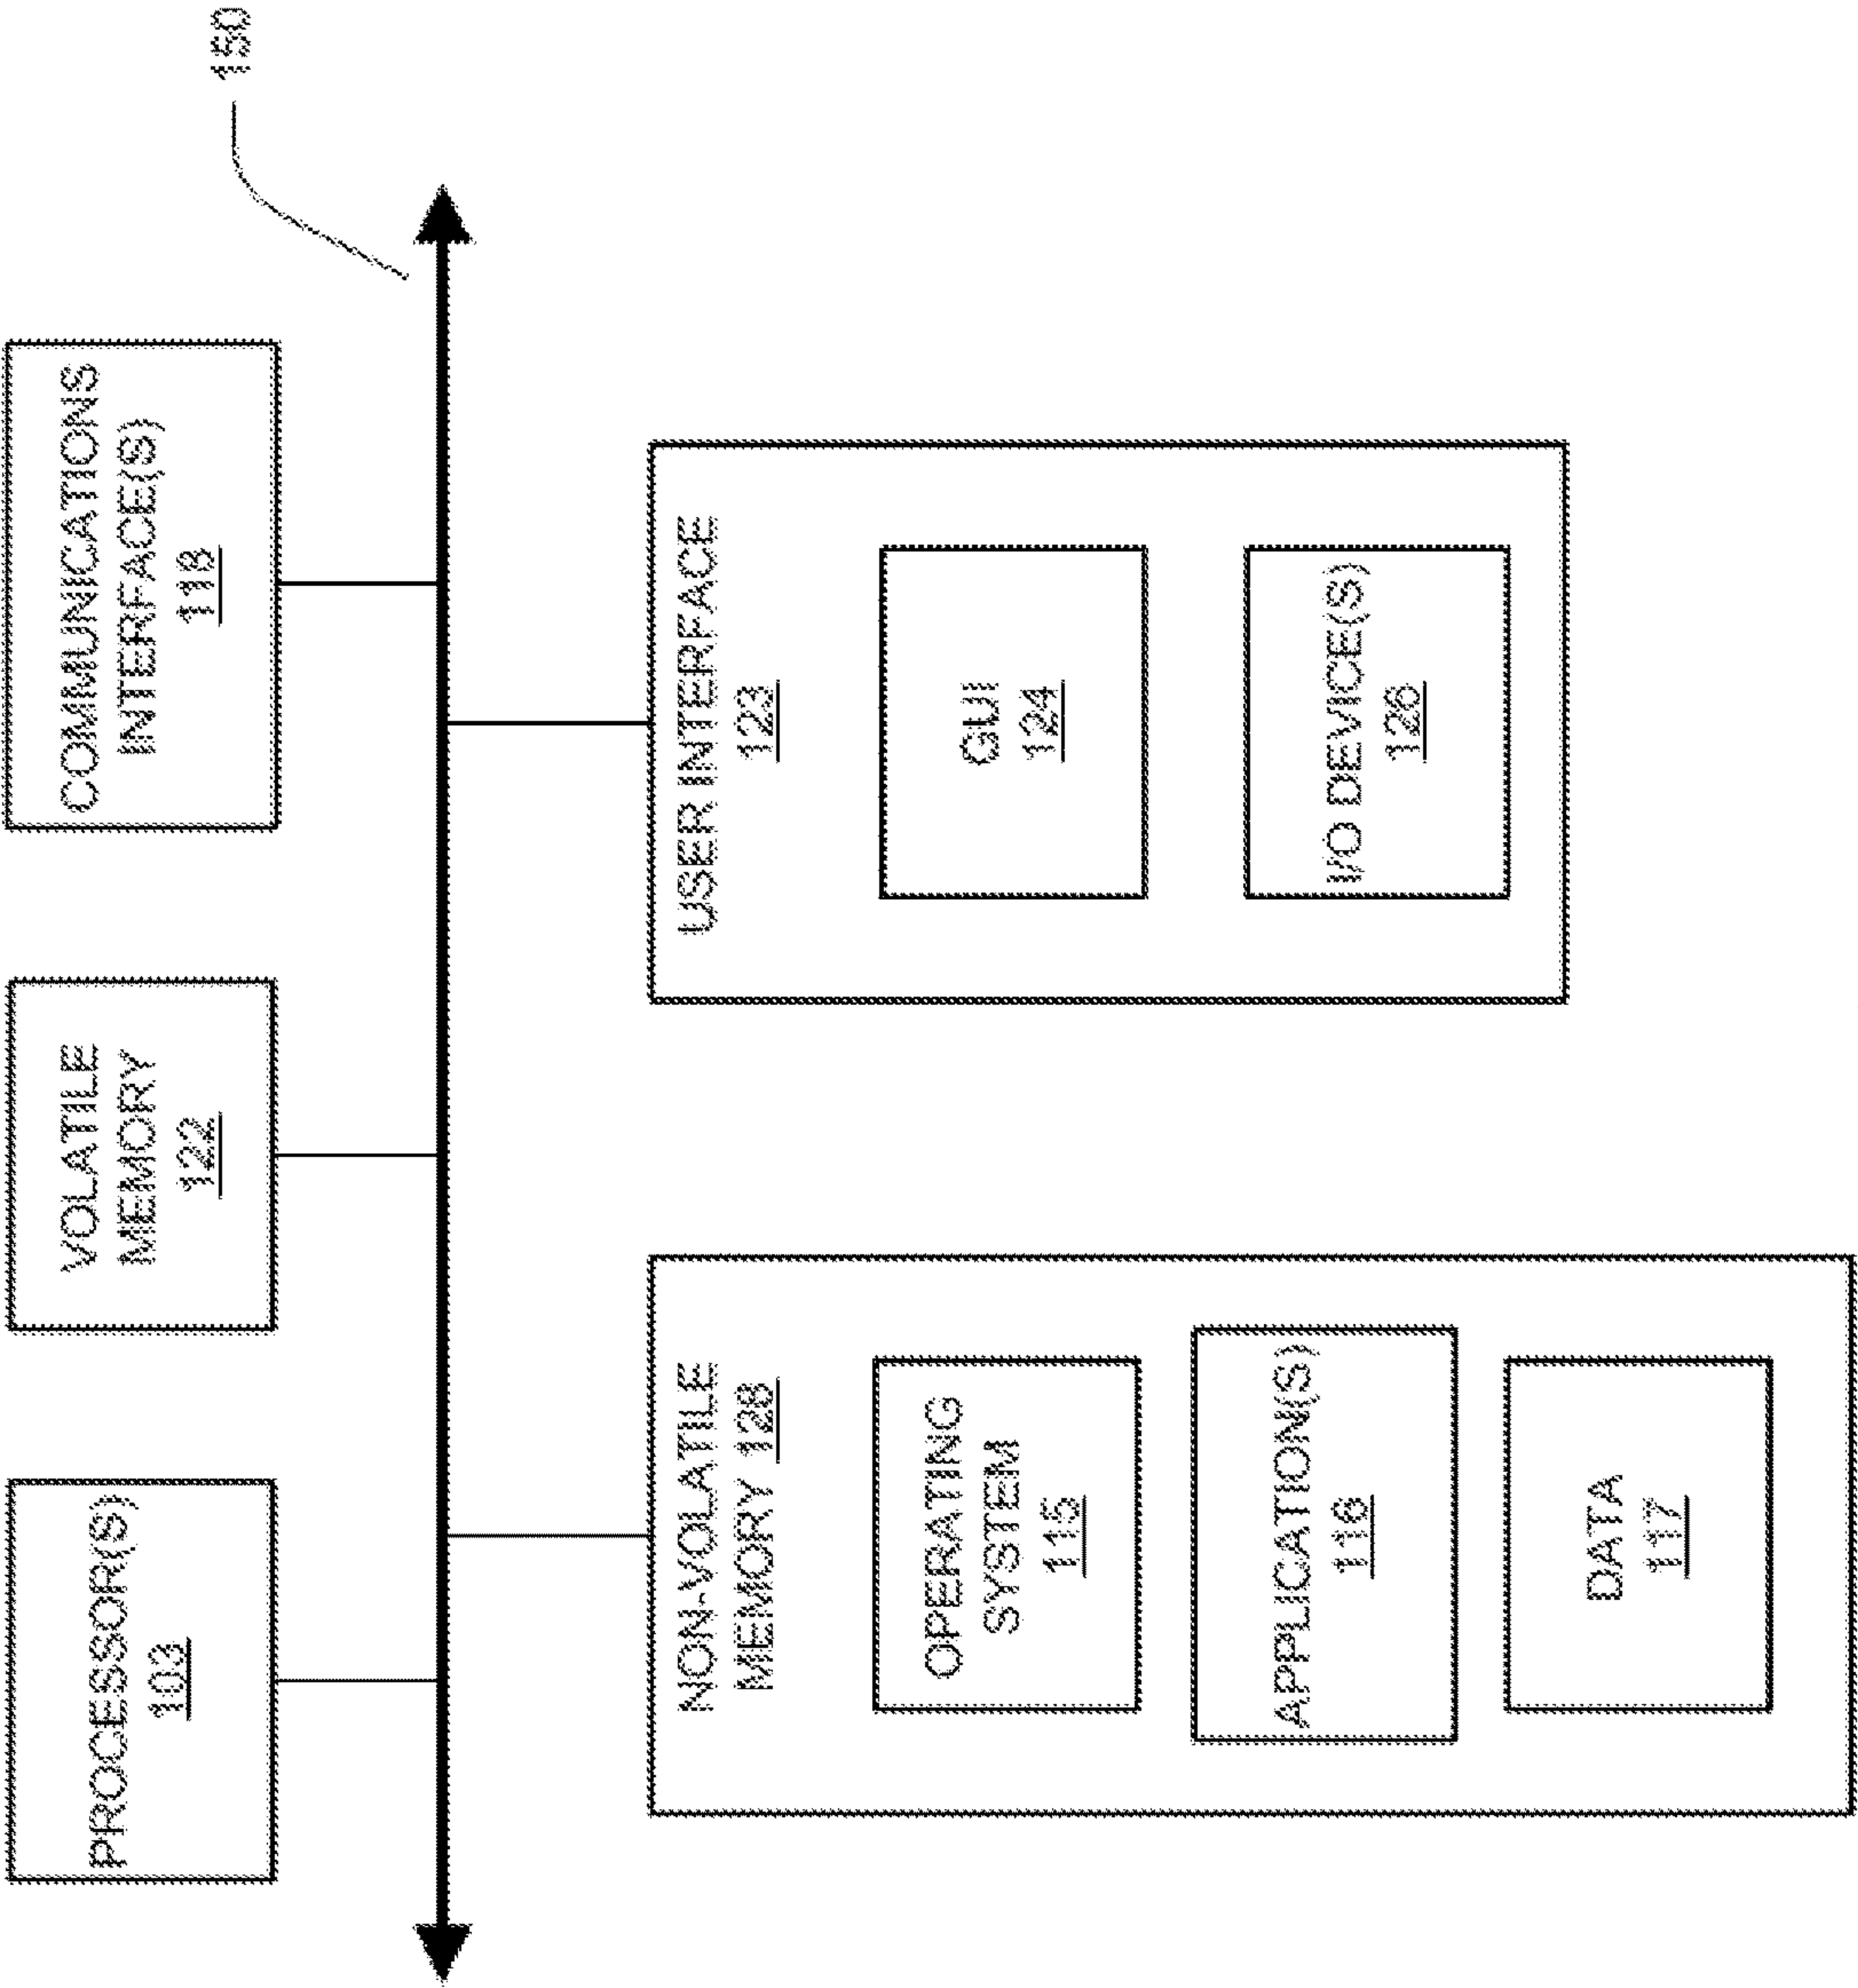 PROCESSOR(S)
103
VOLATILE
MEMORY
122
COMMUNICATIONS
INTERFACE(S)
118
150
NON-VOLATILE
MEMORY 128
OPERATING
SYSTEM
115
APPLICATION(S)
116
DATA
117
USER INTERFACE
123
GUI
124
I/O DEVICE(S)
126